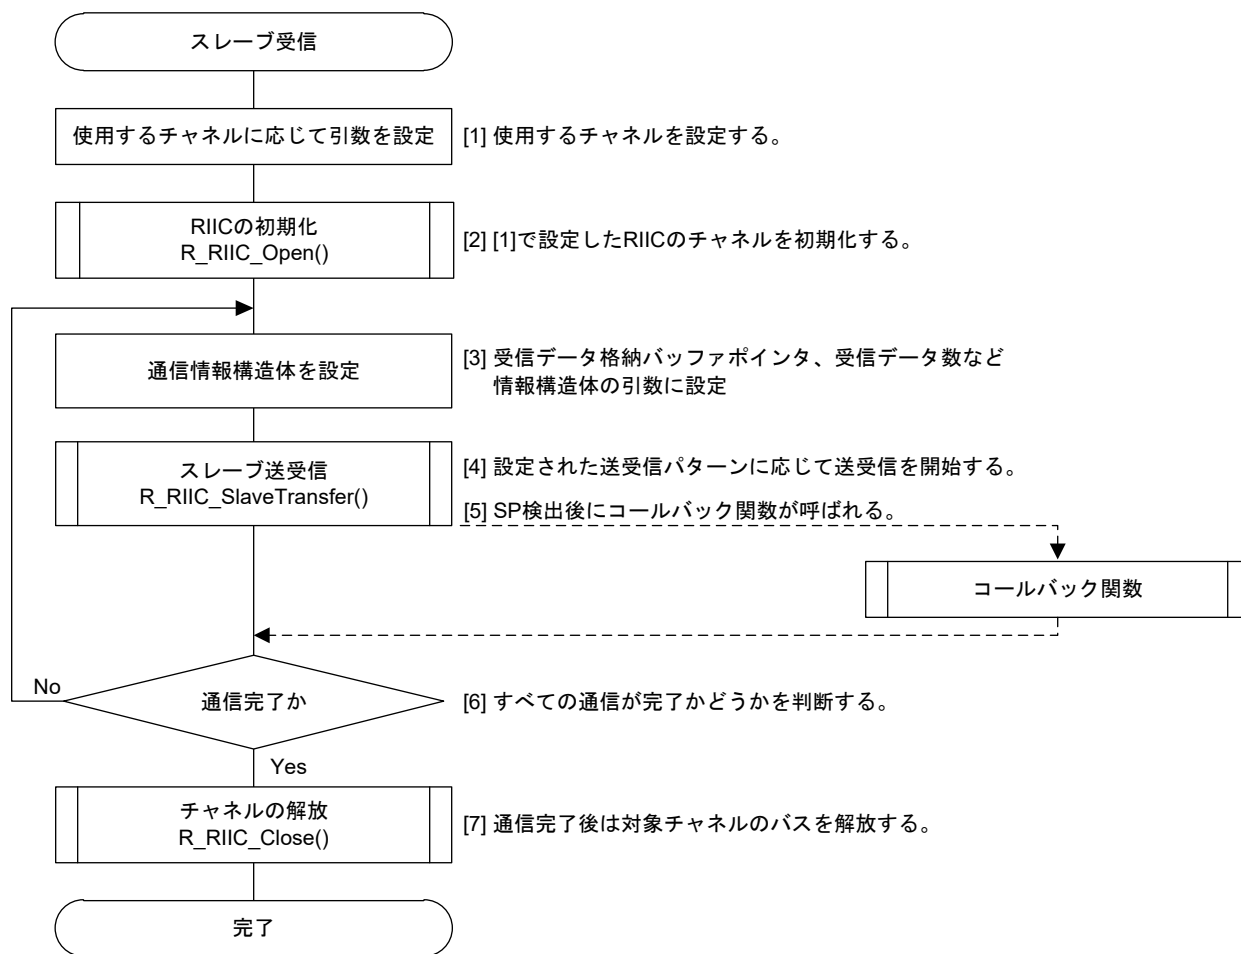 スレーブ受信
使用するチャネルに応じて引数を設定
[1] 使用するチャネルを設定する。
RIICの初期化
R_RIIC_Open()
[2] [1]で設定したRIICのチャネルを初期化する。
通信情報構造体を設定
[3] 受信データ格納バッファポインタ、受信データ数など
情報構造体の引数に設定
スレーブ送受信
R_RIIC_SlaveTransfer()
[4] 設定された送受信パターンに応じて送受信を開始する。
[5] SP検出後にコールバック関数が呼ばれる。
コールバック関数
No
通信完了か
[6] すべての通信が完了かどうかを判断する。
Yes
チャネルの解放
R_RIIC_Close()
[7] 通信完了後は対象チャネルのバスを解放する。
完了